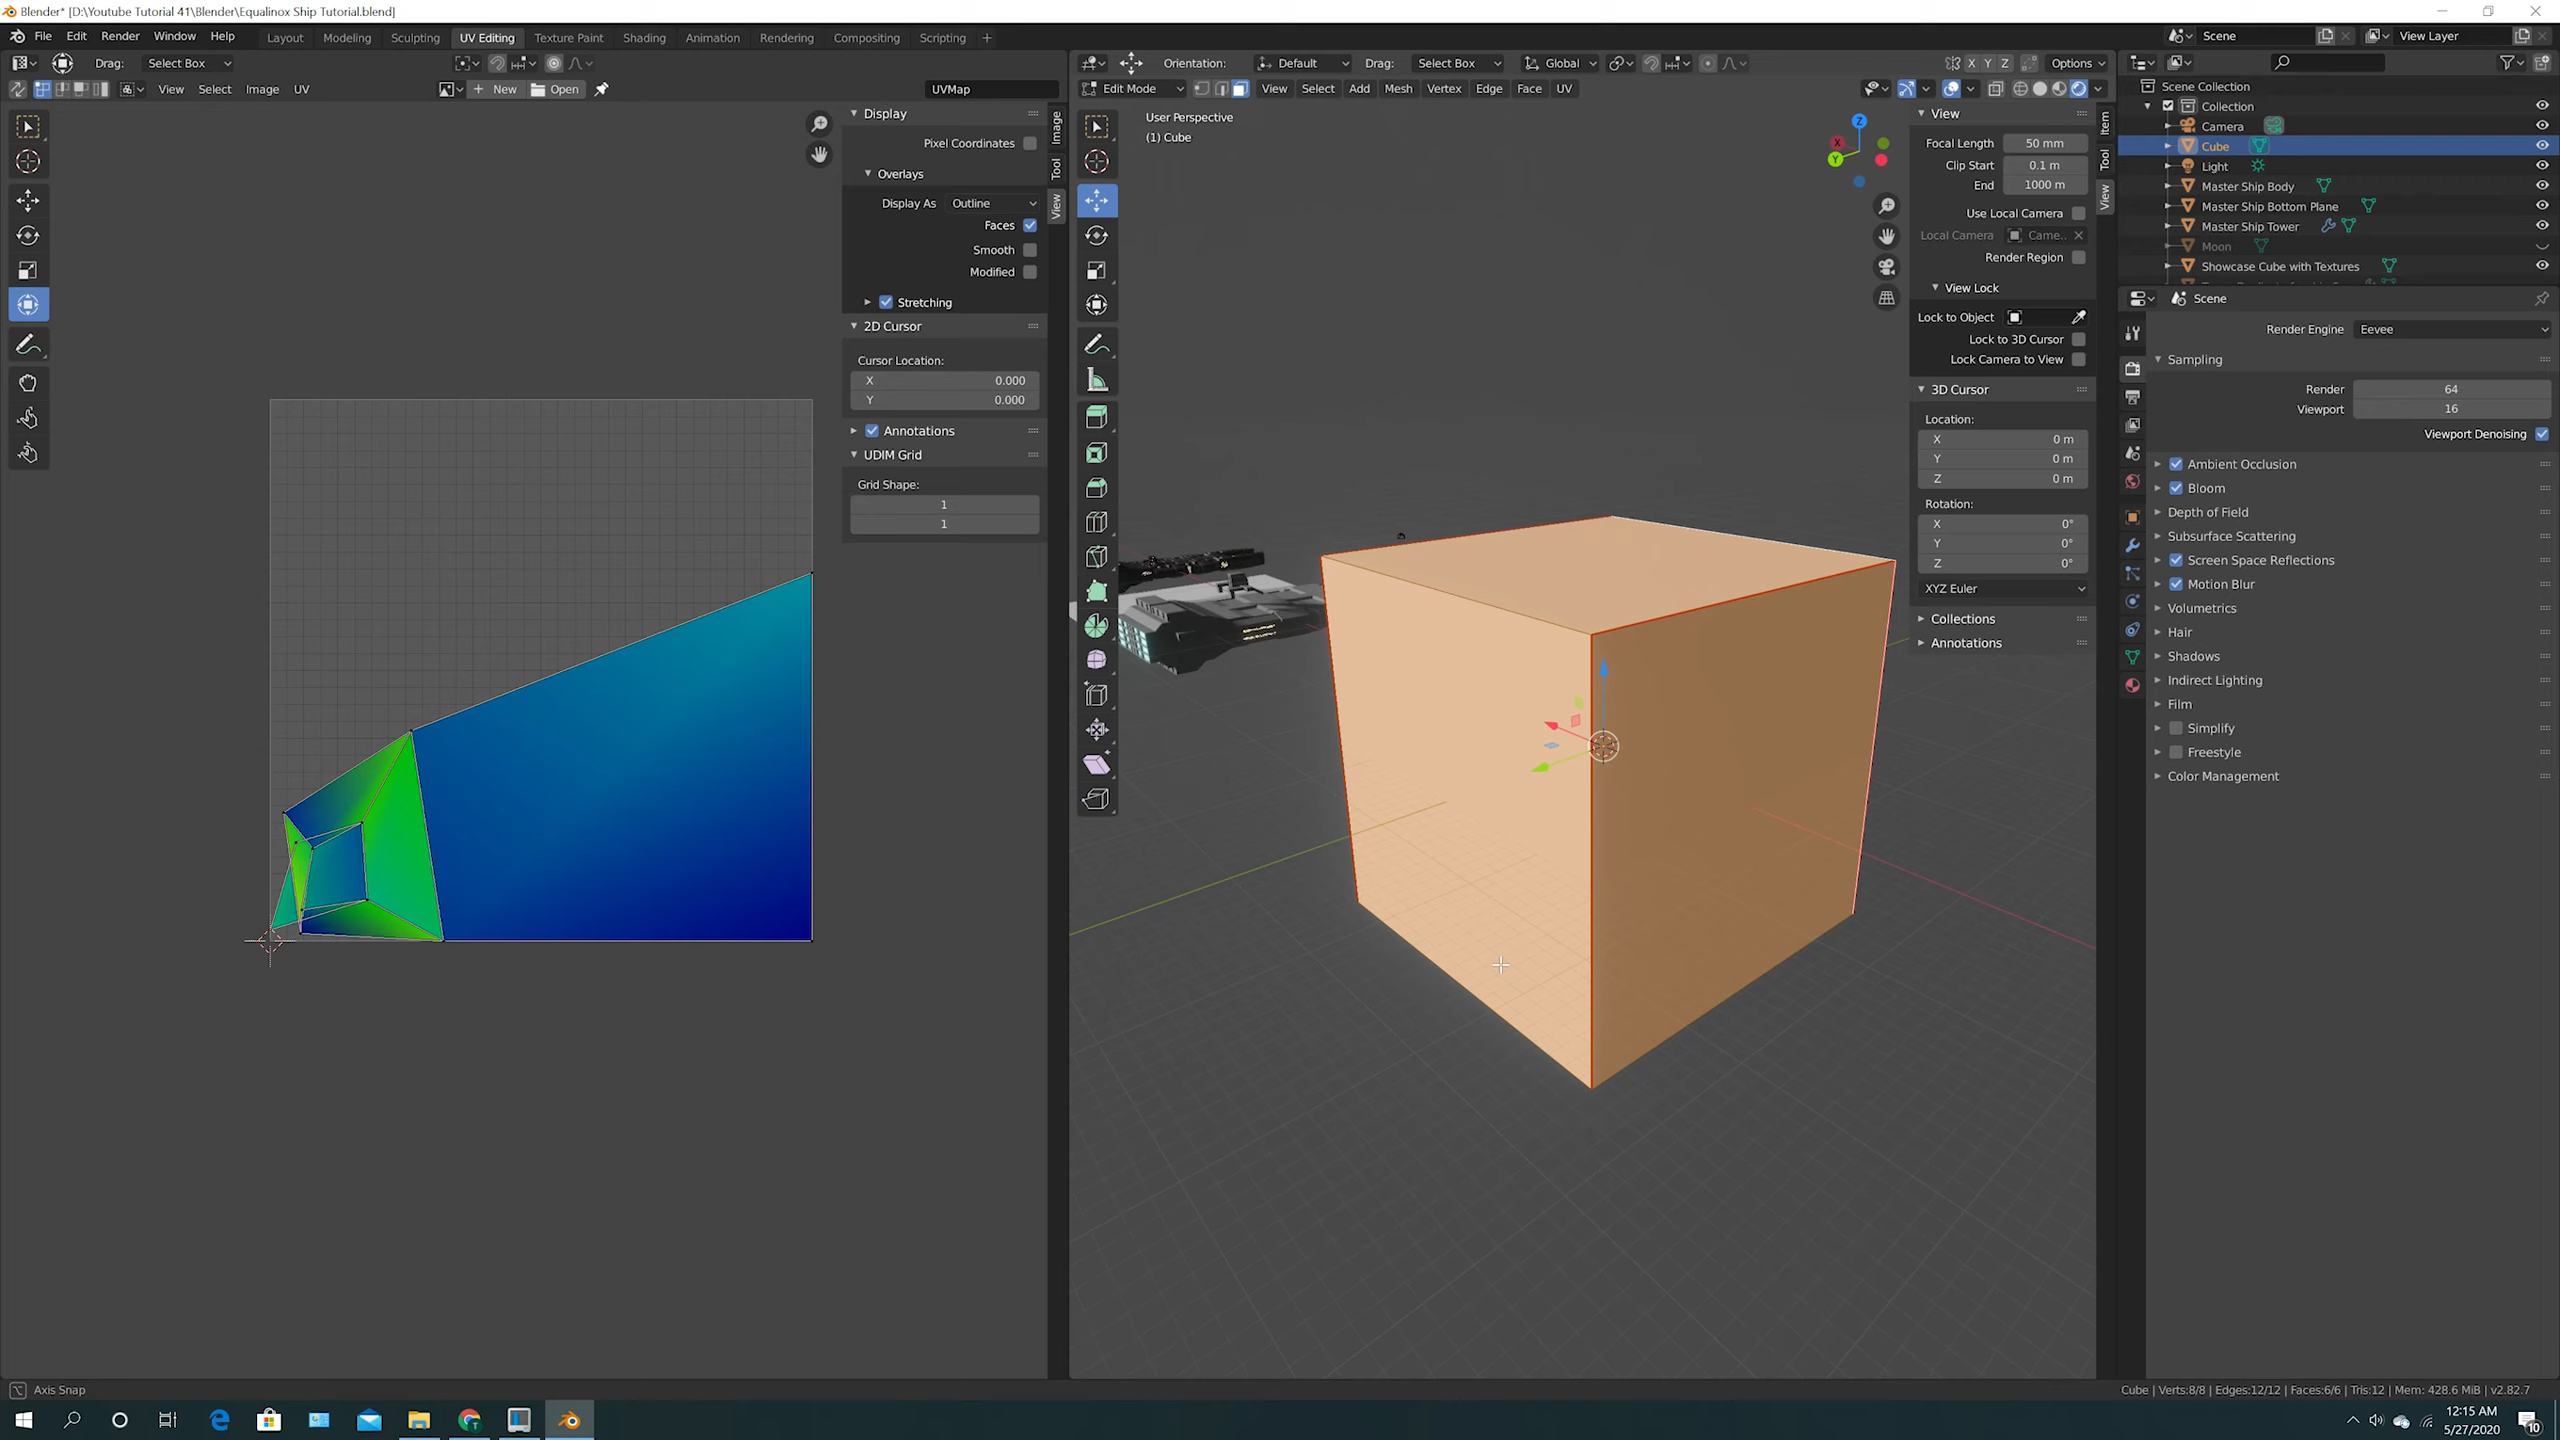 Blender* [D:\Youtube Tutorial 41\Blender\Equalinox Ship Tutorial.blend]
File Edit Render Window Help Layout Modeling Sculpting UV Editing Texture Paint Shading Animation Rendering Compositing Scripting + Scene View Layer
Drag: Select Box
View Select Image UV + New Open UVMap
Display
Pixel Coordinates
Overlays
Display As Outline
Faces
Smooth
Modified
Stretching
2D Cursor
Cursor Location:
X 0.000
Y 0.000
Annotations
UDIM Grid
Grid Shape:
1
1
Image
Tool
View
Orientation: Default Drag: Select Box Global X Y Z Options
Edit Mode View Select Add Mesh Vertex Edge Face UV
User Perspective
(1) Cube
Z
X
Y
View
Focal Length 50 mm
Clip Start 0.1 m
End 1000 m
Use Local Camera
Local Camera Came..
Render Region
View Lock
Lock to Object
Lock to 3D Cursor
Lock Camera to View
3D Cursor
Location:
X 0 m
Y 0 m
Z 0 m
Rotation:
X 0°
Y 0°
Z 0°
XYZ Euler
Collections
Annotations
Item
Tool
View
Scene Collection
Collection
Camera
Cube
Light
Master Ship Body
Master Ship Bottom Plane
Master Ship Tower
Moon
Showcase Cube with Textures
Scene
Render Engine Eevee
Sampling
Render 64
Viewport 16
Viewport Denoising
Ambient Occlusion
Bloom
Depth of Field
Subsurface Scattering
Screen Space Reflections
Motion Blur
Volumetrics
Hair
Shadows
Indirect Lighting
Film
Simplify
Freestyle
Color Management
Axis Snap
Cube | Verts:8/8 | Edges:12/12 | Faces:6/6 | Tris:12 | Mem: 428.6 MiB | v2.82.7
12:15 AM
5/27/2020
10